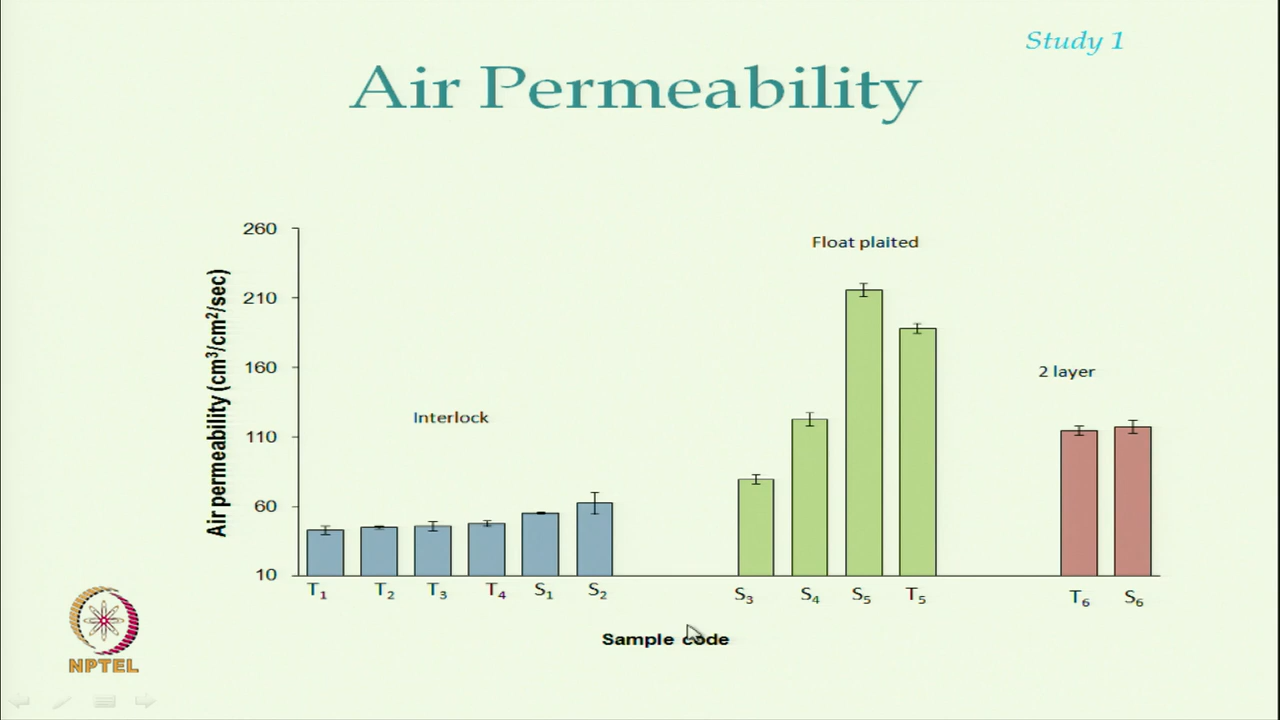 Study 1
Air Permeability
Air permeability (cm³/cm²/sec)
260
210
160
110
60
10
Interlock
Float plaited
2 layer
T₁ T₂ T₃ T₄ S₁ S₂ S₃ S₄ S₅ T₅ T₆ S₆
Sample code
NPTEL